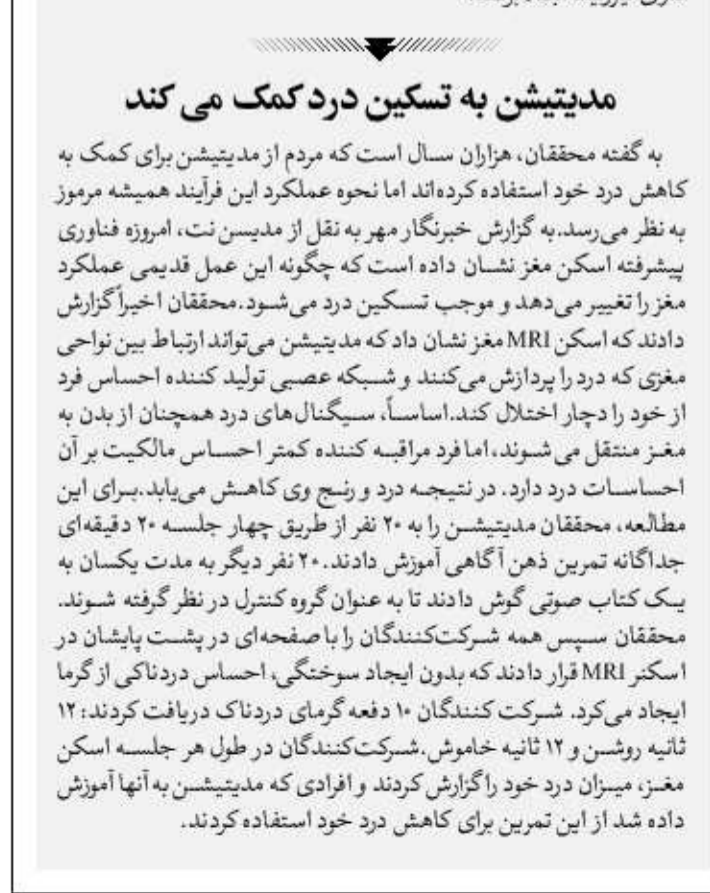 مدیتیشن به تسکین درد کمک می کند
به گفته محققان، هزاران سال است که مردم از مدیتیشن برای کمک به
کاهش درد خود استفاده کرده‌اند اما نحوه عملکرد این فرآیند همیشه مرموز
به نظر می‌رسد.به گزارش خبرنگار مهر به نقل از مدیسن نت، امروزه فناوری
پیشرفته اسکن مغز نشان داده است که چگونه این عمل قدیمی عملکرد
مغز را تغییر می‌دهد و موجب تسکین درد می‌شود.محققان اخیراً گزارش
دادند که اسکن MRI مغز نشان داد که مدیتیشن می‌تواند ارتباط بین نواحی
مغزی که درد را پردازش می‌کنند و شبکه عصبی تولید کننده احساس فرد
از خود را دچار اختلال کند.اساساً، سیگنال‌های درد همچنان از بدن به
مغز منتقل می شوند، اما فرد مراقبه کننده کمتر احساس مالکیت بر آن
احساسات درد دارد. در نتیجه درد و رنج وی کاهش می‌یابد.برای این
مطالعه، محققان مدیتیشن را به ۲۰ نفر از طریق چهار جلسه ۲۰ دقیقه‌ای
جداگانه تمرین ذهن آگاهی آموزش دادند. ۲۰ نفر دیگر به مدت یکسان به
یک کتاب صوتی گوش دادند تا به عنوان گروه کنترل در نظر گرفته شوند.
محققان سپس همه شرکت‌کنندگان را با صفحه‌ای در پشت پایشان در
اسکنر MRI قرار دادند که بدون ایجاد سوختگی، احساس دردناکی از گرما
ایجاد می‌کرد. شرکت کنندگان ۱۰ دفعه گرمای دردناک دریافت کردند: ۱۲
ثانیه روشن و ۱۲ ثانیه خاموش.شرکت‌کنندگان در طول هر جلسه اسکن
مغز، میزان درد خود را گزارش کردند و افرادی که مدیتیشن به آنها آموزش
داده شد از این تمرین برای کاهش درد خود استفاده کردند.